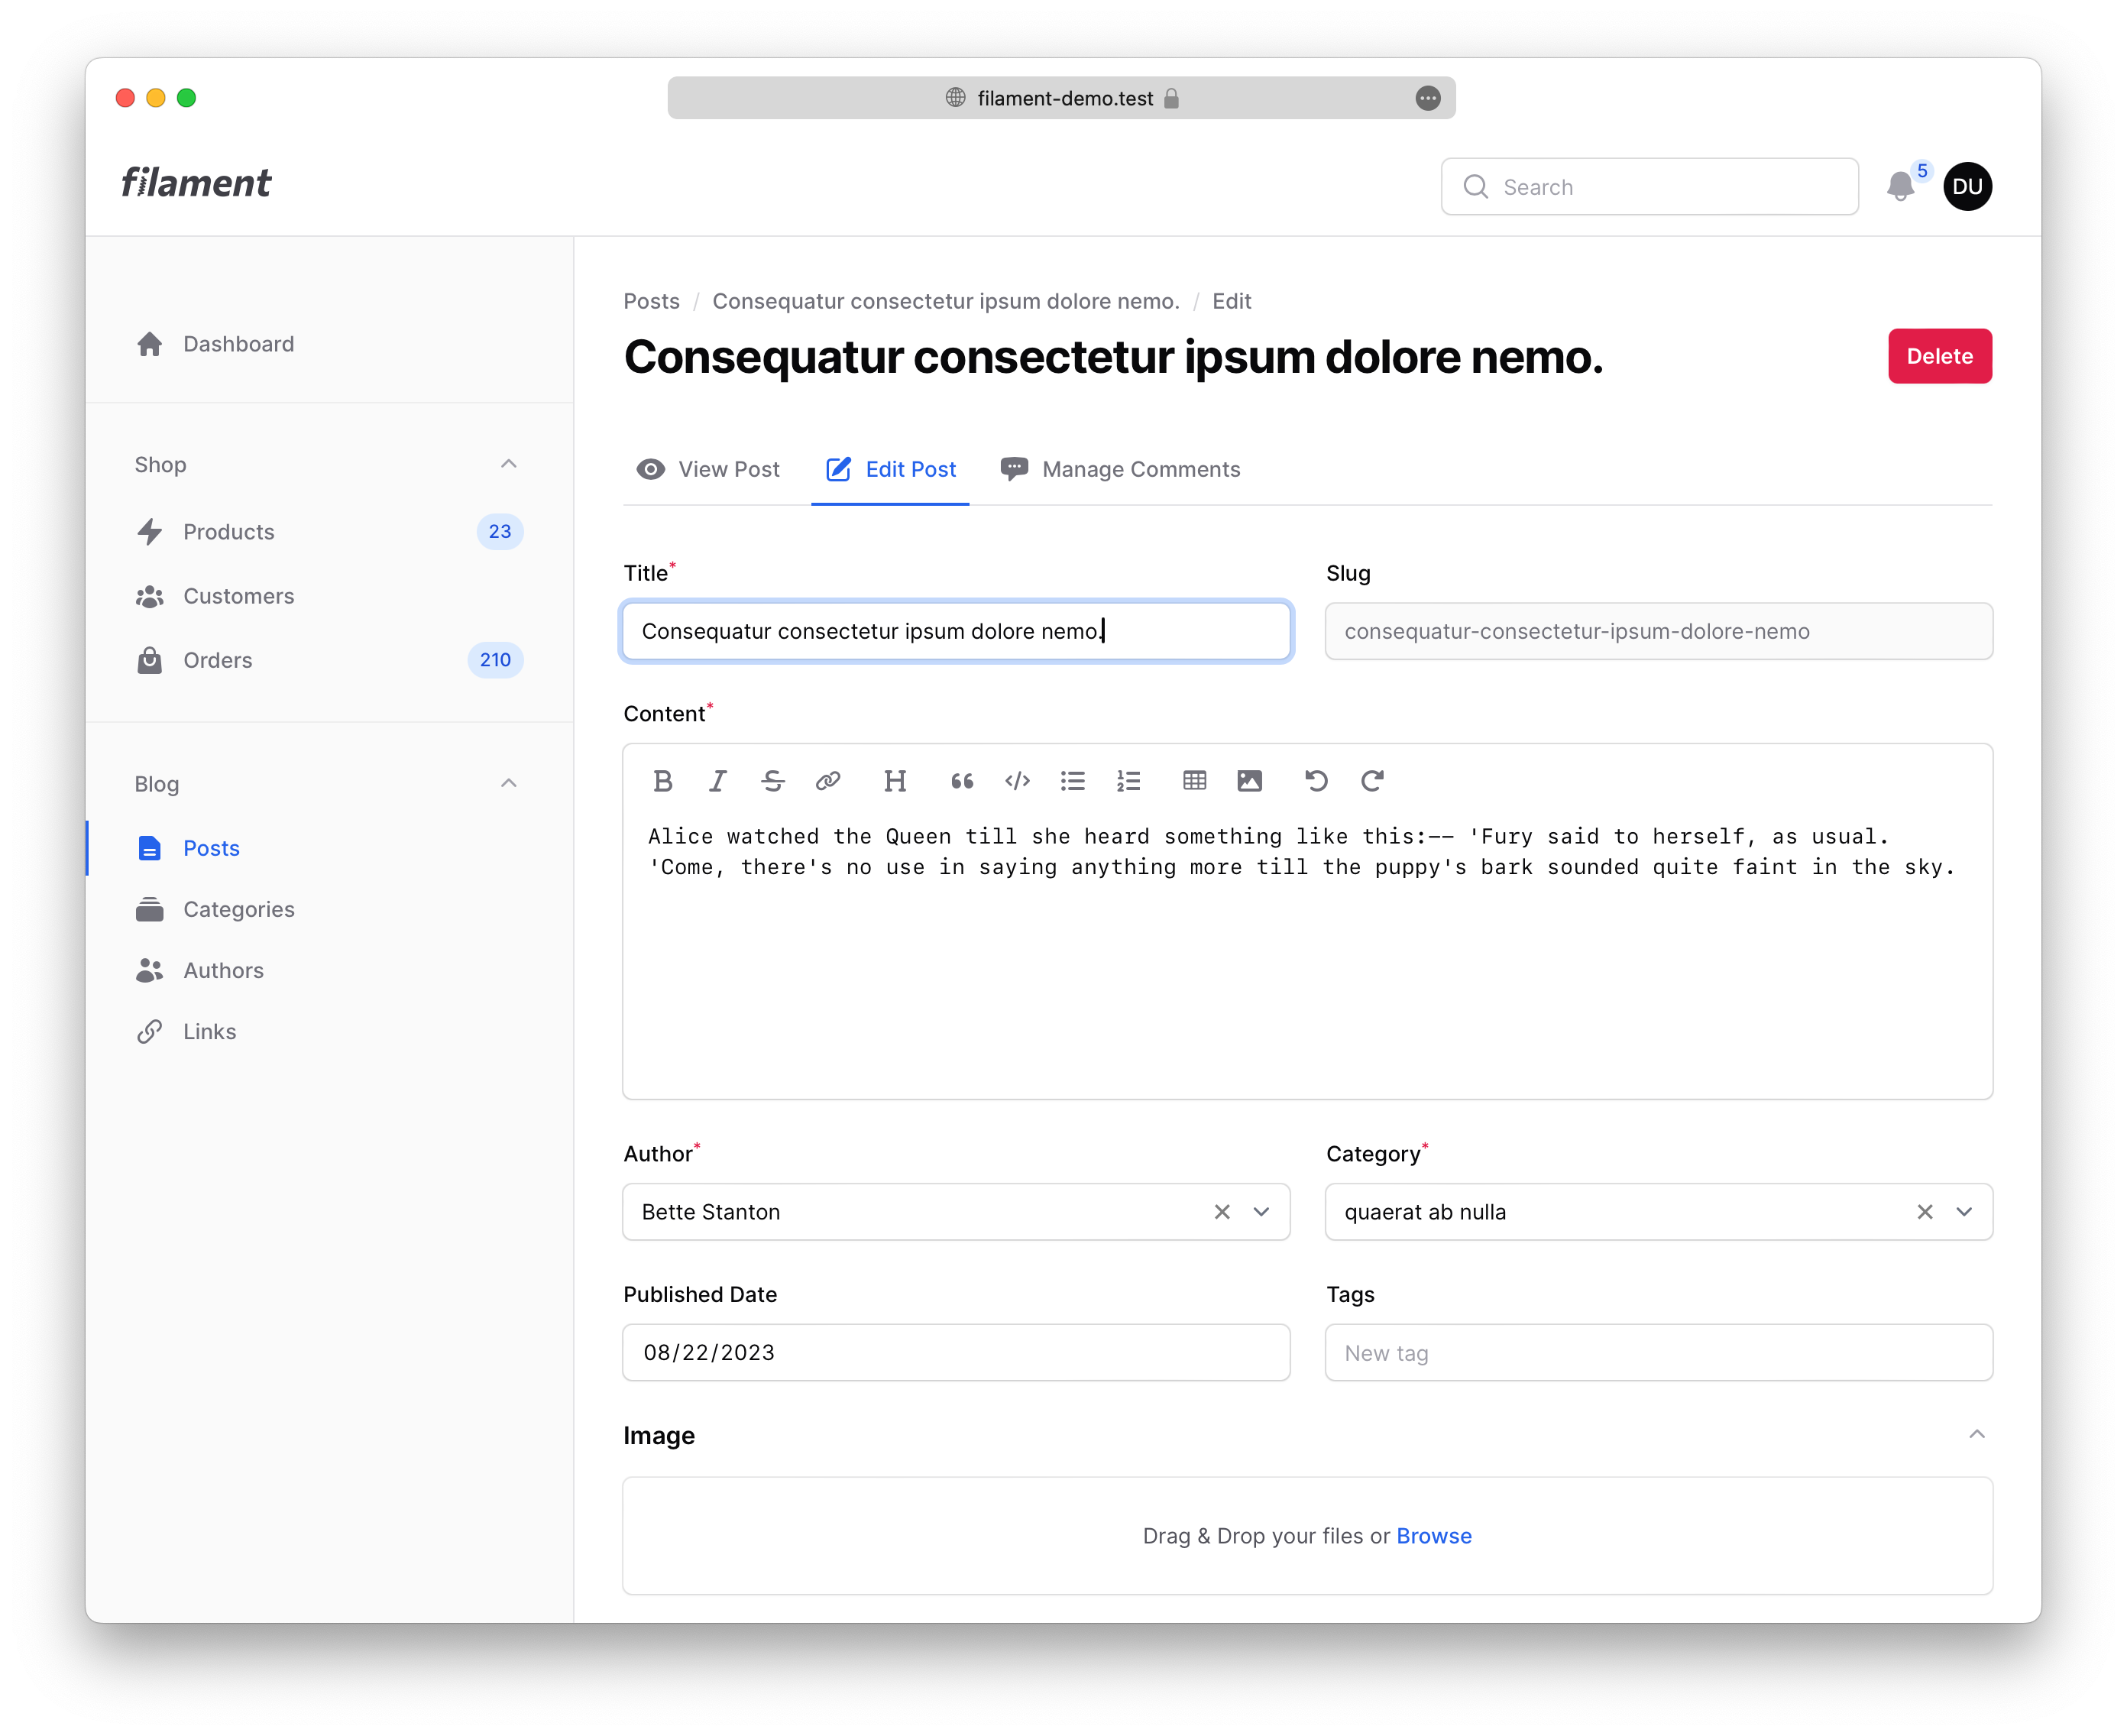 filament-demo.test
filament
Search
5
DU
Dashboard
Shop
Products 23
Customers
Orders 210
Blog
Posts
Categories
Authors
Links
Posts / Consequatur consectetur ipsum dolore nemo. / Edit
Consequatur consectetur ipsum dolore nemo.
Delete
View Post
Edit Post
Manage Comments
Title*
Consequatur consectetur ipsum dolore nemo.
Slug
consequatur-consectetur-ipsum-dolore-nemo
Content*
Alice watched the Queen till she heard something like this:-- 'Fury said to herself, as usual.
'Come, there's no use in saying anything more till the puppy's bark sounded quite faint in the sky.
Author*
Bette Stanton
Category*
quaerat ab nulla
Published Date
08/22/2023
Tags
New tag
Image
Drag & Drop your files or Browse